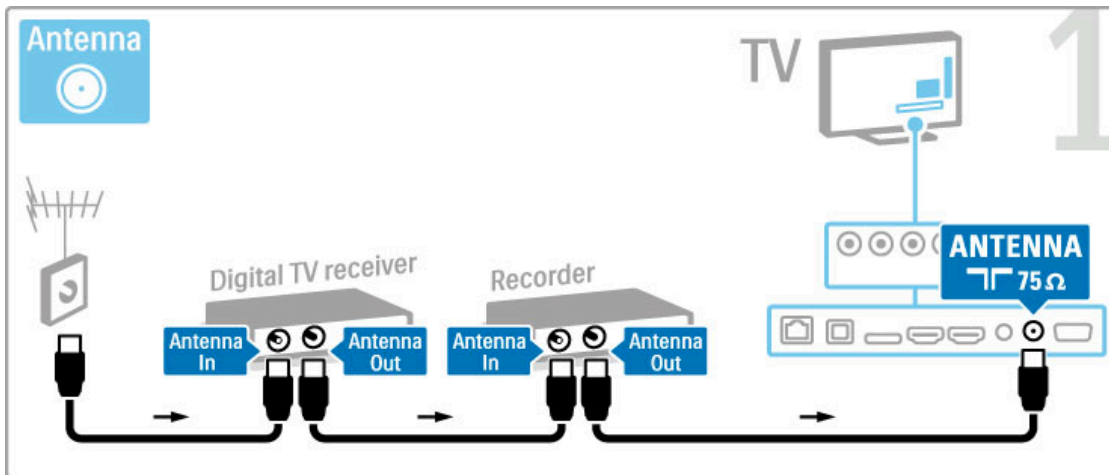 Antenna
TV
1
Digital TV receiver
Recorder
ANTENNA
75 Ω
Antenna
In
Antenna
Out
Antenna
In
Antenna
Out